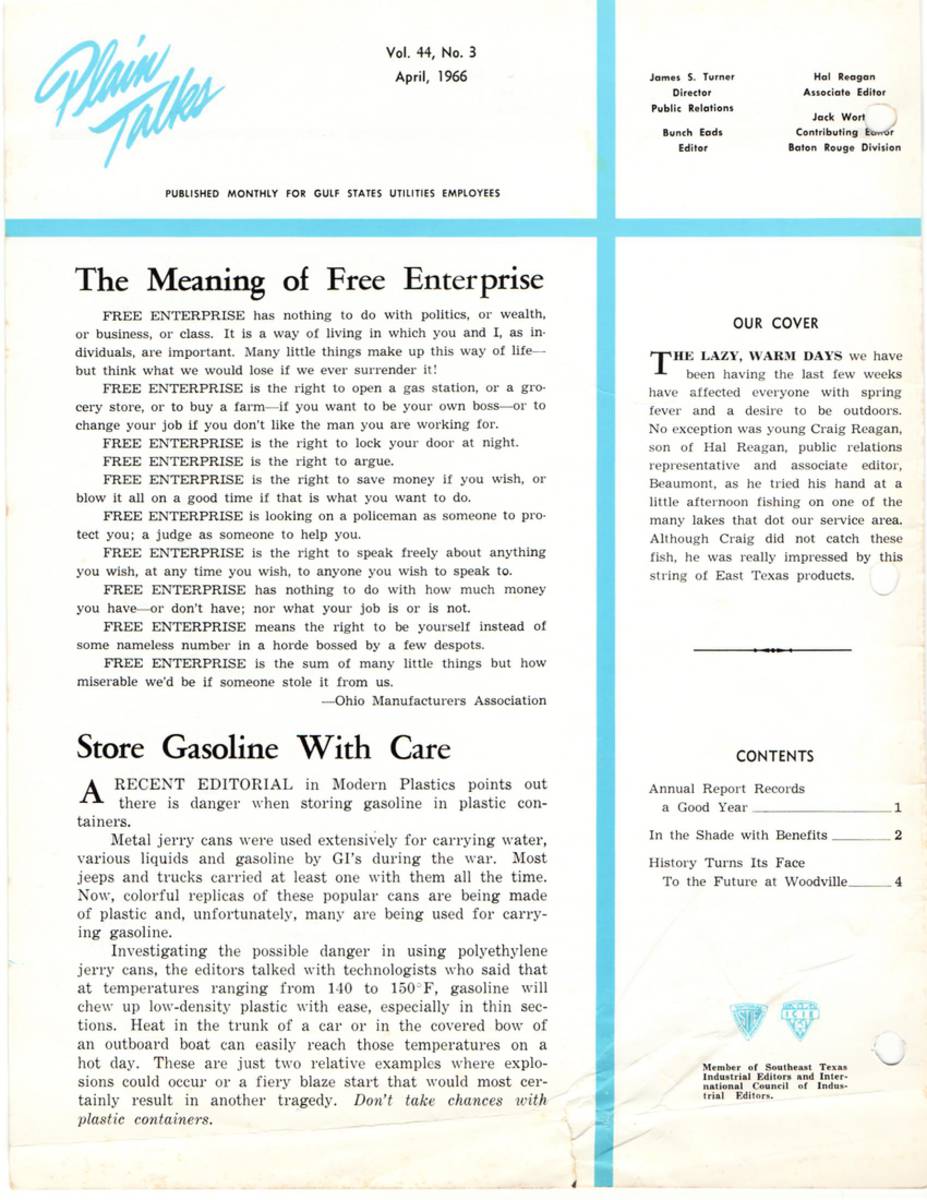 Plain
Talks
Vol. 44, No. 3
April, 1966
PUBLISHED MONTHLY FOR GULF STATES UTILITIES EMPLOYEES
James S. Turner
Director
Public Relations
Bunch Eads
Editor
Hal Reagan
Associate Editor
Jack Wort
Contributing Editor
Baton Rouge Division
The Meaning of Free Enterprise
FREE ENTERPRISE has nothing to do with politics, or wealth,
or business, or class. It is a way of living in which you and I, as in-
dividuals, are important. Many little things make up this way of life—
but think what we would lose if we ever surrender it!
FREE ENTERPRISE is the right to open a gas station, or a gro-
cery store, or to buy a farm—if you want to be your own boss—or to
change your job if you don't like the man you are working for.
FREE ENTERPRISE is the right to lock your door at night.
FREE ENTERPRISE is the right to argue.
FREE ENTERPRISE is the right to save money if you wish, or
blow it all on a good time if that is what you want to do.
FREE ENTERPRISE is looking on a policeman as someone to pro-
tect you; a judge as someone to help you.
FREE ENTERPRISE is the right to speak freely about anything
you wish, at any time you wish, to anyone you wish to speak to.
FREE ENTERPRISE has nothing to do with how much money
you have—or don't have; nor what your job is or is not.
FREE ENTERPRISE means the right to be yourself instead of
some nameless number in a horde bossed by a few despots.
FREE ENTERPRISE is the sum of many little things but how
miserable we'd be if someone stole it from us.
—Ohio Manufacturers Association
Store Gasoline With Care
A RECENT EDITORIAL in Modern Plastics points out
there is danger when storing gasoline in plastic con-
tainers.
Metal jerry cans were used extensively for carrying water,
various liquids and gasoline by GI's during the war. Most
jeeps and trucks carried at least one with them all the time.
Now, colorful replicas of these popular cans are being made
of plastic and, unfortunately, many are being used for carry-
ing gasoline.
Investigating the possible danger in using polyethylene
jerry cans, the editors talked with technologists who said that
at temperatures ranging from 140 to 150°F, gasoline will
chew up low-density plastic with ease, especially in thin sec-
tions. Heat in the trunk of a car or in the covered bow of
an outboard boat can easily reach those temperatures on a
hot day. These are just two relative examples where explo-
sions could occur or a fiery blaze start that would most cer-
tainly result in another tragedy. Don't take chances with
plastic containers.
OUR COVER
THE LAZY, WARM DAYS we have
been having the last few weeks
have affected everyone with spring
fever and a desire to be outdoors.
No exception was young Craig Reagan,
son of Hal Reagan, public relations
representative and associate editor,
Beaumont, as he tried his hand at a
little afternoon fishing on one of the
many lakes that dot our service area.
Although Craig did not catch these
fish, he was really impressed by this
string of East Texas products.
CONTENTS
Annual Report Records
a Good Year 1
In the Shade with Benefits 2
History Turns Its Face
To the Future at Woodville 4
STIE
ICIE
Member of Southeast Texas
Industrial Editors and Inter-
national Council of Indus-
trial Editors.